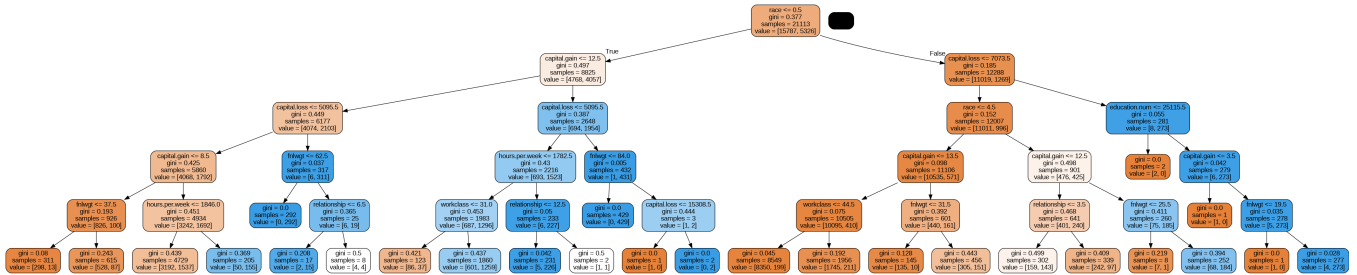 race <= 0.5
gini = 0.377
samples = 21113
value = [15787, 5326]
True
False
capital.gain <= 12.5
gini = 0.497
samples = 8825
value = [4768, 4057]
capital.loss <= 7073.5
gini = 0.185
samples = 12288
value = [11019, 1269]
capital.loss <= 5095.5
gini = 0.449
samples = 6177
value = [4074, 2103]
capital.loss <= 5095.5
gini = 0.387
samples = 2648
value = [694, 1954]
race <= 4.5
gini = 0.152
samples = 12007
value = [11011, 996]
education.num <= 25115.5
gini = 0.055
samples = 281
value = [8, 273]
capital.gain <= 8.5
gini = 0.425
samples = 5860
value = [4068, 1792]
fnlwgt <= 62.5
gini = 0.037
samples = 317
value = [6, 311]
hours.per.week <= 1782.5
gini = 0.43
samples = 2216
value = [693, 1523]
fnlwgt <= 84.0
gini = 0.005
samples = 432
value = [1, 431]
capital.gain <= 13.5
gini = 0.098
samples = 11106
value = [10535, 571]
capital.gain <= 12.5
gini = 0.498
samples = 901
value = [476, 425]
gini = 0.0
samples = 2
value = [2, 0]
capital.gain <= 3.5
gini = 0.042
samples = 279
value = [6, 273]
fnlwgt <= 37.5
gini = 0.193
samples = 926
value = [826, 100]
hours.per.week <= 1846.0
gini = 0.451
samples = 4934
value = [3242, 1692]
gini = 0.0
samples = 292
value = [0, 292]
relationship <= 6.5
gini = 0.365
samples = 25
value = [6, 19]
workclass <= 31.0
gini = 0.453
samples = 1983
value = [687, 1296]
relationship <= 12.5
gini = 0.05
samples = 233
value = [6, 227]
gini = 0.0
samples = 429
value = [0, 429]
capital.loss <= 15308.5
gini = 0.444
samples = 3
value = [1, 2]
workclass <= 44.5
gini = 0.075
samples = 10505
value = [10095, 410]
fnlwgt <= 31.5
gini = 0.392
samples = 601
value = [440, 161]
relationship <= 3.5
gini = 0.468
samples = 641
value = [401, 240]
fnlwgt <= 25.5
gini = 0.411
samples = 260
value = [75, 185]
gini = 0.0
samples = 1
value = [1, 0]
fnlwgt <= 19.5
gini = 0.035
samples = 278
value = [5, 273]
gini = 0.08
samples = 311
value = [298, 13]
gini = 0.243
samples = 615
value = [528, 87]
gini = 0.439
samples = 4729
value = [3192, 1537]
gini = 0.369
samples = 205
value = [50, 155]
gini = 0.208
samples = 17
value = [2, 15]
gini = 0.5
samples = 8
value = [4, 4]
gini = 0.421
samples = 123
value = [86, 37]
gini = 0.437
samples = 1860
value = [601, 1259]
gini = 0.042
samples = 231
value = [5, 226]
gini = 0.5
samples = 2
value = [1, 1]
gini = 0.0
samples = 1
value = [1, 0]
gini = 0.0
samples = 2
value = [0, 2]
gini = 0.045
samples = 8549
value = [8350, 199]
gini = 0.192
samples = 1956
value = [1745, 211]
gini = 0.128
samples = 145
value = [135, 10]
gini = 0.443
samples = 456
value = [305, 151]
gini = 0.499
samples = 302
value = [159, 143]
gini = 0.409
samples = 339
value = [242, 97]
gini = 0.219
samples = 8
value = [7, 1]
gini = 0.394
samples = 252
value = [68, 184]
gini = 0.0
samples = 1
value = [1, 0]
gini = 0.028
samples = 277
value = [4, 273]